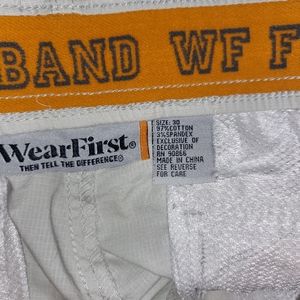 BAND WF F
WearFirst®
THEN TELL THE DIFFERENCE®
SIZE: 30
97%COTTON
3%SPANDEX
EXCLUSIVE OF
DECORATION
RN 90866
MADE IN CHINA
SEE REVERSE
FOR CARE